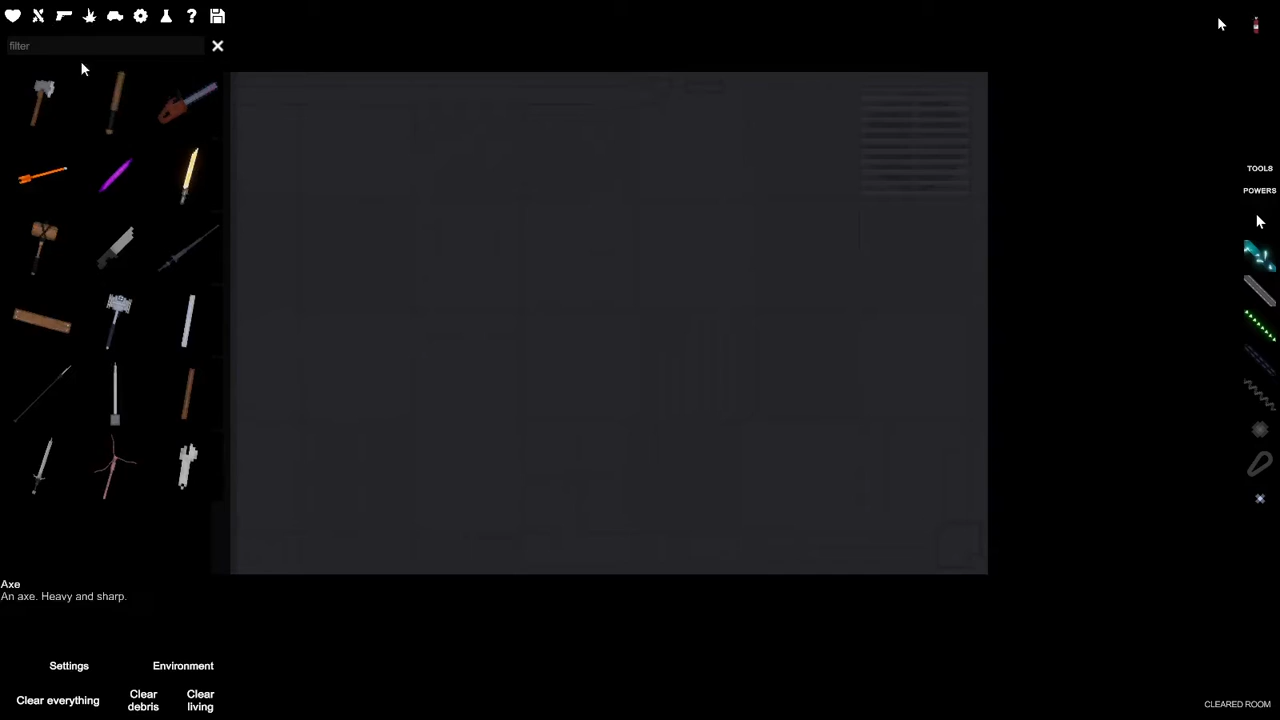 filter
TOOLS
POWERS
Axe
An axe. Heavy and sharp.
Settings
Environment
Clear everything
Clear
debris
Clear
living
CLEARED ROOM